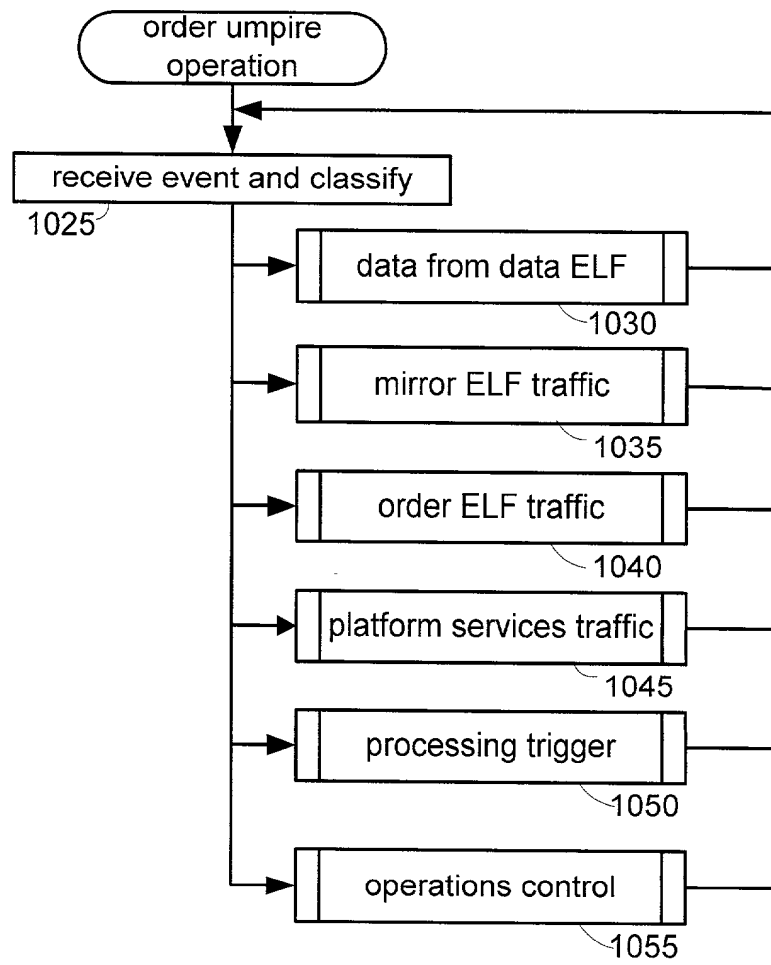 order umpire
operation
receive event and classify
1025
data from data ELF
1030
mirror ELF traffic
1035
order ELF traffic
1040
platform services traffic
1045
processing trigger
1050
operations control
1055